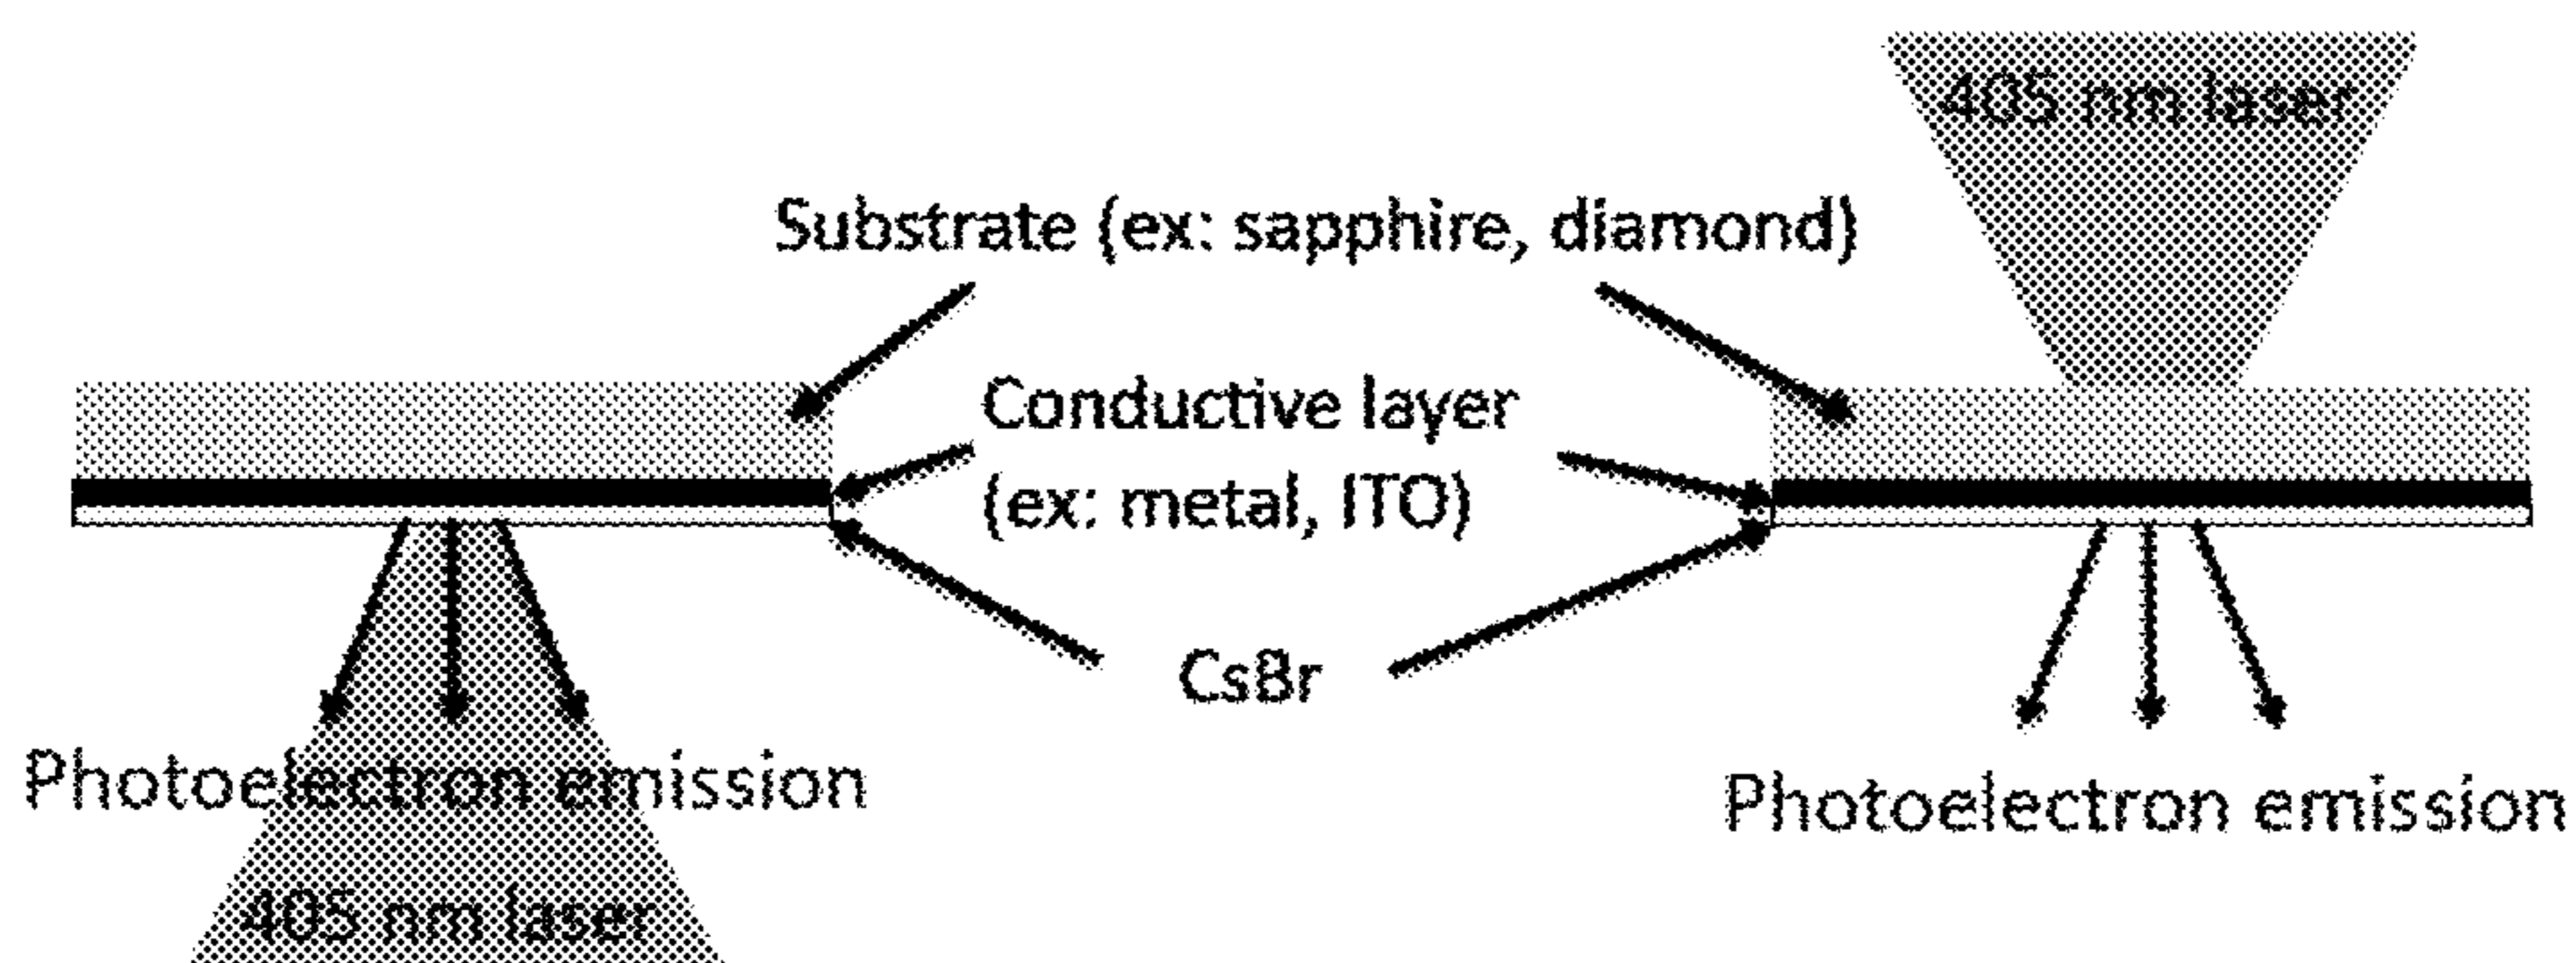 405 nm laser
Substrate (ex: sapphire, diamond)
Conductive layer
(ex: metal, ITO)
CsBr
Photoelectron emission
Photoelectron emission
405 nm laser